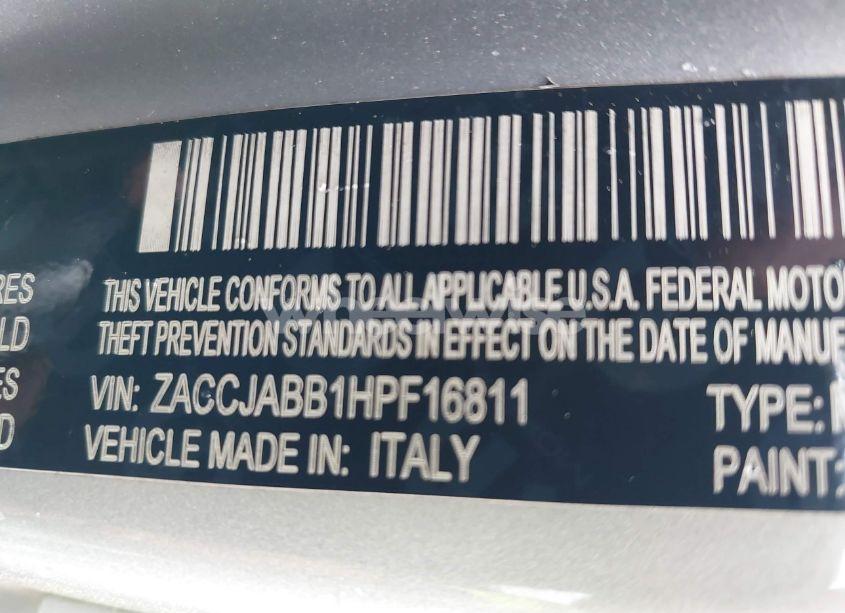 THIS VEHICLE CONFORMS TO ALL APPLICABLE U.S.A. FEDERAL MOTO
THEFT PREVENTION STANDARDS IN EFFECT ON THE DATE OF MANUF
VIN: ZACCJABB1HPF16811
TYPE: M
VEHICLE MADE IN: ITALY
PAINT:
RES
LD
ES
D